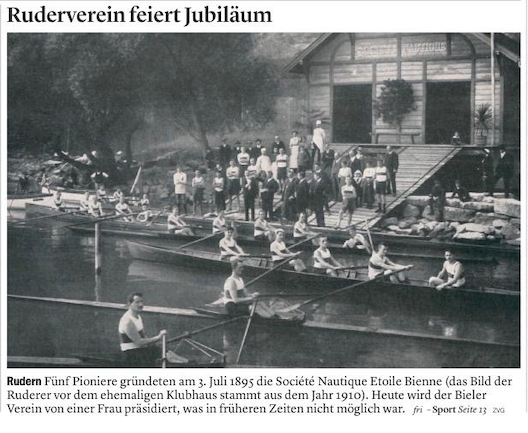 Ruderverein feiert Jubiläum
SOCIÉTÉ NAUTIQUE
Rudern Fünf Pioniere gründeten am 3. Juli 1895 die Société Nautique Etoile Bienne (das Bild der
Ruderer vor dem ehemaligen Klubhaus stammt aus dem Jahr 1910). Heute wird der Bieler
Verein von einer Frau präsidiert, was in früheren Zeiten nicht möglich war. fri – Sport Seite 13 ZVG